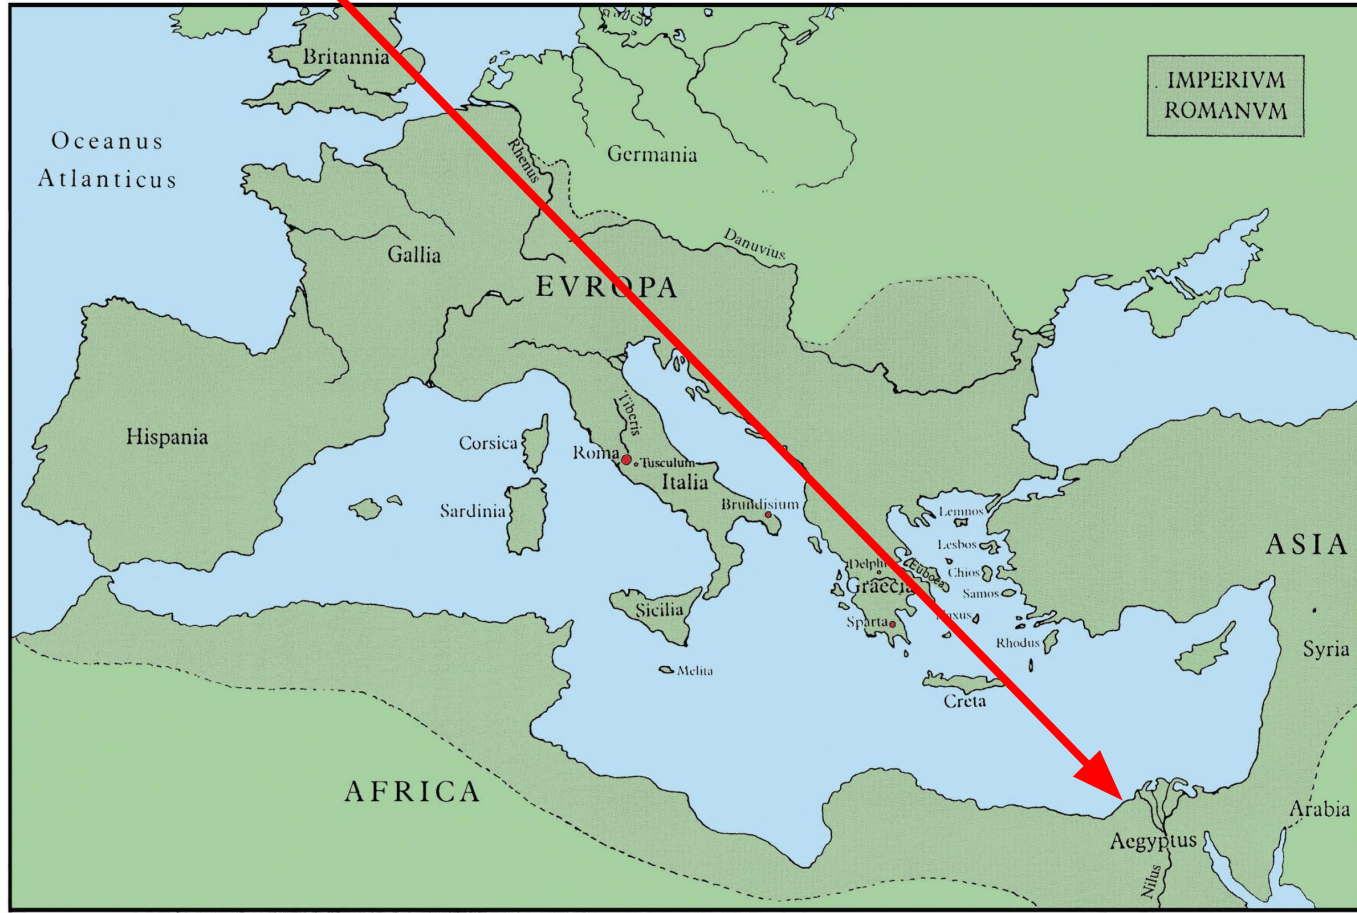 Britannia
IMPERIVM
ROMANVM
Oceanus
Atlanticus
Rhenus
Germania
Gallia
Danuvius
EVROPA
Hispania
Corsica
Tiberis
Roma
Tusculum
Italia
Sardinia
Brundisium
Lemnos
Lesbos
ASIA
Delphi
Euboea
Chios
Graecia
Samos
Sicilia
Sparta
Rhodus
Syria
Melita
Creta
AFRICA
Arabia
Aegyptus
Nilus